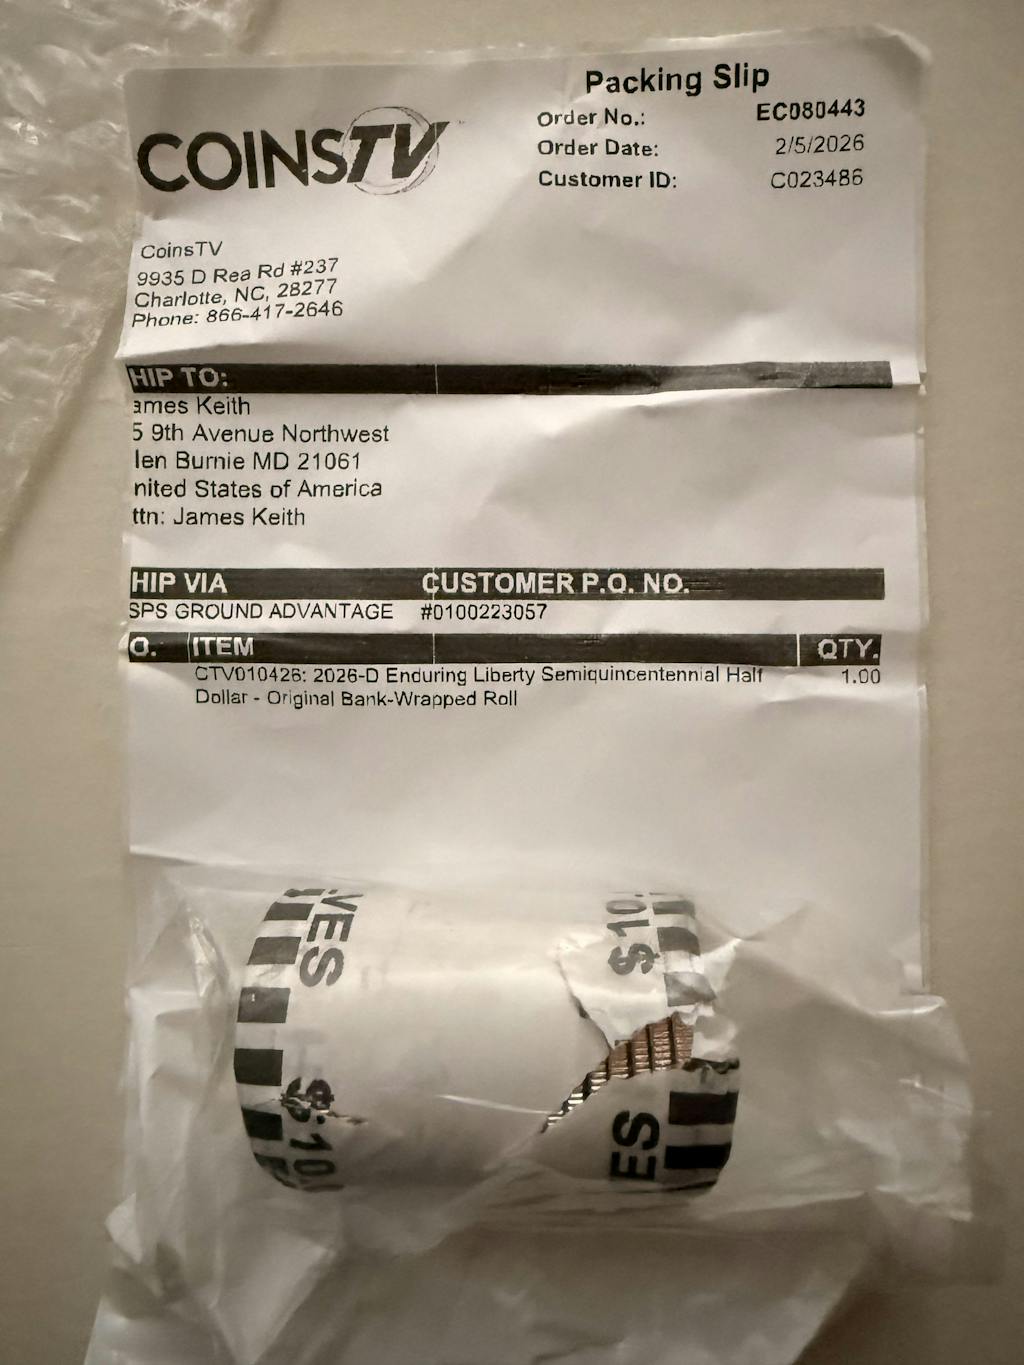 Packing Slip
COINSTV
Order No.: EC080443
Order Date: 2/5/2026
Customer ID: C023486
CoinsTV
9935 D Rea Rd #237
Charlotte, NC, 28277
Phone: 866-417-2646
HIP TO:
ames Keith
5 9th Avenue Northwest
len Burnie MD 21061
nited States of America
ttn: James Keith
HIP VIA CUSTOMER P.O. NO.
SPS GROUND ADVANTAGE #0100223057
O. ITEM QTY.
CTV010426: 2026-D Enduring Liberty Semiquincentennial Half 1.00
Dollar - Original Bank-Wrapped Roll
VES
$10
$10.
ES